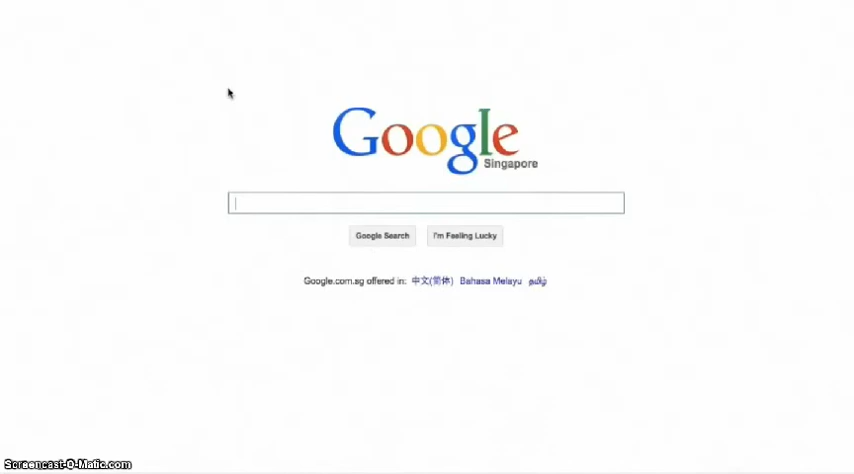 Google
Singapore
Google Search I'm Feeling Lucky
Google.com.sg offered in: 中文(简体) Bahasa Melayu தமிழ்
Screencast-O-Matic.com